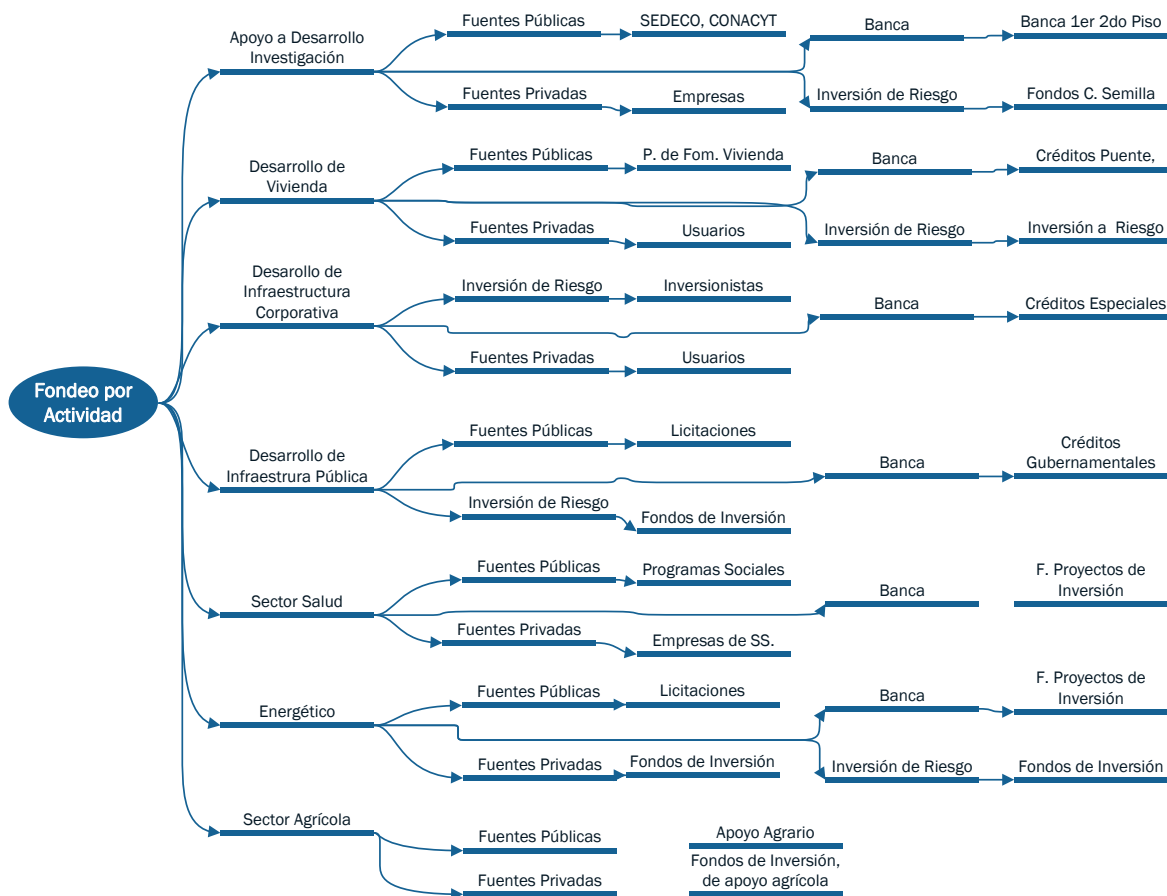 Fondeo por
Actividad
Apoyo a Desarrollo
Investigación
Fuentes Públicas
SEDECO, CONACYT
Banca
Banca 1er 2do Piso
Fuentes Privadas
Empresas
Inversión de Riesgo
Fondos C. Semilla
Desarrollo de
Vivienda
Fuentes Públicas
P. de Fom. Vivienda
Banca
Créditos Puente,
Fuentes Privadas
Usuarios
Inversión de Riesgo
Inversión a  Riesgo
Desarollo de
Infraestructura
Corporativa
Inversión de Riesgo
Inversionistas
Banca
Créditos Especiales
Fuentes Privadas
Usuarios
Desarrollo de
Infraestrura Pública
Fuentes Públicas
Licitaciones
Banca
Créditos
Gubernamentales
Inversión de Riesgo
Fondos de Inversión
Sector Salud
Fuentes Públicas
Programas Sociales
Banca
F. Proyectos de
Inversión
Fuentes Privadas
Empresas de SS.
Energético
Fuentes Públicas
Licitaciones
Banca
F. Proyectos de
Inversión
Fuentes Privadas
Fondos de Inversión
Inversión de Riesgo
Fondos de Inversión
Sector Agrícola
Fuentes Públicas
Apoyo Agrario
Fuentes Privadas
Fondos de Inversión,
de apoyo agrícola